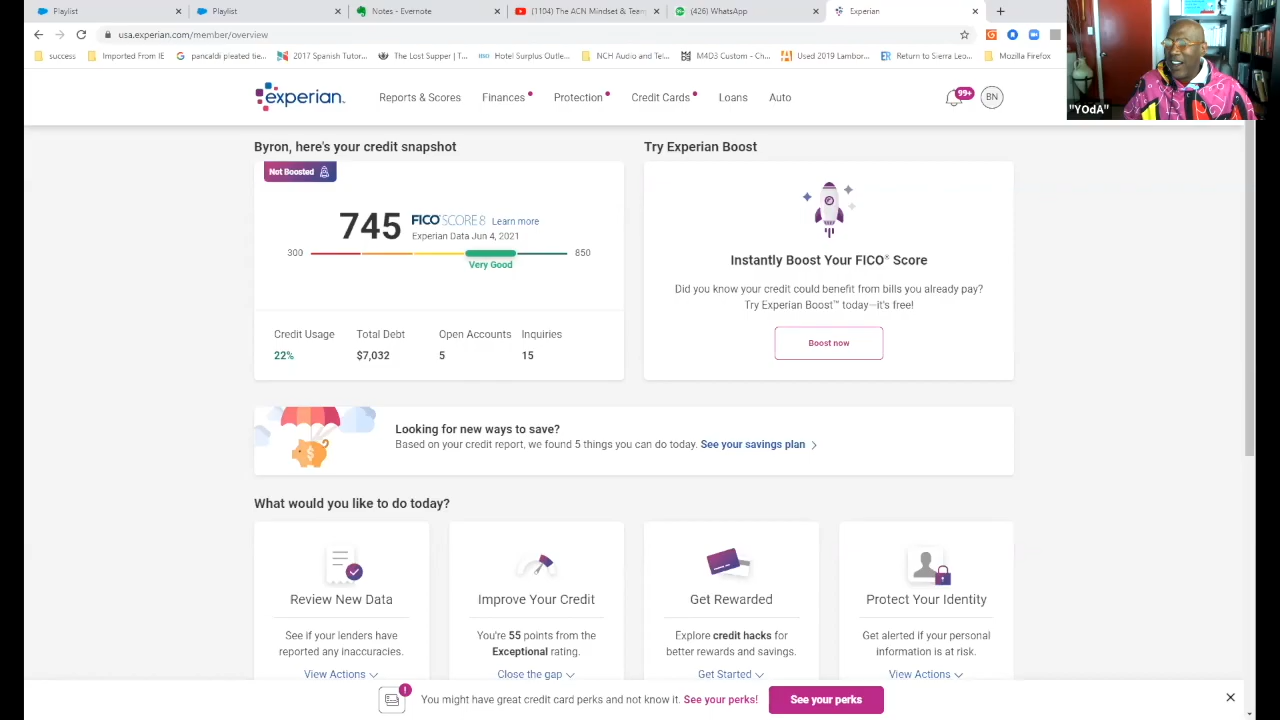 Playlist
Playlist
Notes - Evernote
(1104) The ACN Mindset & Team
(426) WhatsApp
Experian
usa.experian.com/member/overview
success
Imported From IE
pancaldi pleated tie...
2017 Spanish Tutor...
The Lost Supper | T...
Hotel Surplus Outle...
NCH Audio and Tel...
M4D3 Custom - Ch...
Used 2019 Lambor...
Return to Sierra Leo...
Mozilla Firefox
"YOdA"
experian.
Reports & Scores
Finances
Protection
Credit Cards
Loans
Auto
99+
BN
Byron, here's your credit snapshot
Not Boosted
745 FICO SCORE 8 Learn more
Experian Data Jun 4, 2021
300
850
Very Good
Credit Usage
Total Debt
Open Accounts
Inquiries
22%
$7,032
5
15
Try Experian Boost
Instantly Boost Your FICO® Score
Did you know your credit could benefit from bills you already pay?
Try Experian Boost™ today—it's free!
Boost now
Looking for new ways to save?
Based on your credit report, we found 5 things you can do today. See your savings plan
What would you like to do today?
Review New Data
See if your lenders have
reported any inaccuracies.
View Actions
Improve Your Credit
You're 55 points from the
Exceptional rating.
Close the gap
Get Rewarded
Explore credit hacks for
better rewards and savings.
Get Started
Protect Your Identity
Get alerted if your personal
information is at risk.
View Actions
You might have great credit card perks and not know it. See your perks!
See your perks